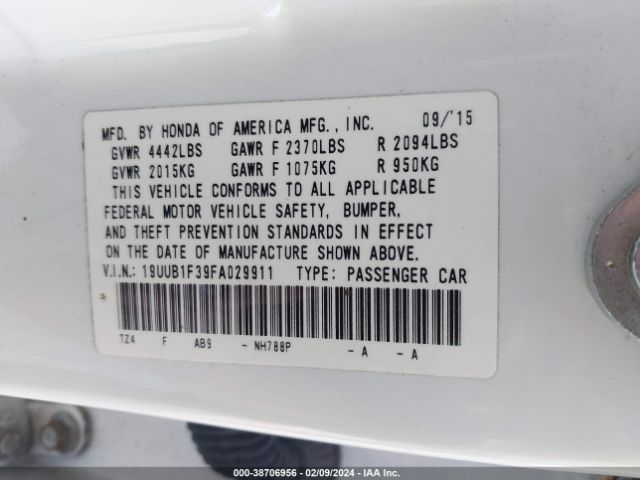 MFD. BY HONDA OF AMERICA MFG., INC. 09/'15
GVWR 4442LBS GAWR F 2370LBS R 2094LBS
GVWR 2015KG GAWR F 1075KG R 950KG
THIS VEHICLE CONFORMS TO ALL APPLICABLE
FEDERAL MOTOR VEHICLE SAFETY, BUMPER,
AND THEFT PREVENTION STANDARDS IN EFFECT
ON THE DATE OF MANUFACTURE SHOWN ABOVE.
V.I.N.: 19UUB1F39FA029911 TYPE: PASSENGER CAR
TZ4 F AB9 - NH788P - A - A
000-38706956 - 02/09/2024 - IAAI.COM